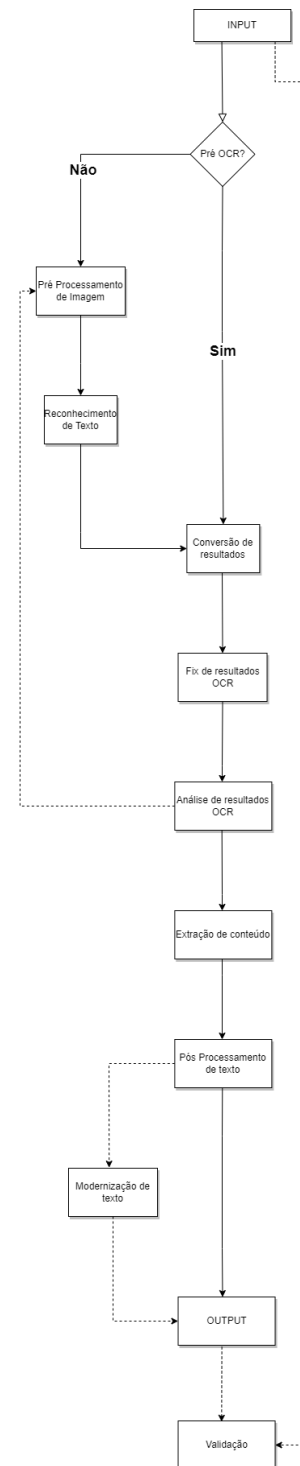 INPUT
Pré OCR?
Não
Pré Processamento
de Imagem
Sim
Reconhecimento
de Texto
Conversão de
resultados
Fix de resultados
OCR
Análise de resultados
OCR
Extração de conteúdo
Pós Processamento
de texto
Modernização de
texto
OUTPUT
Validação